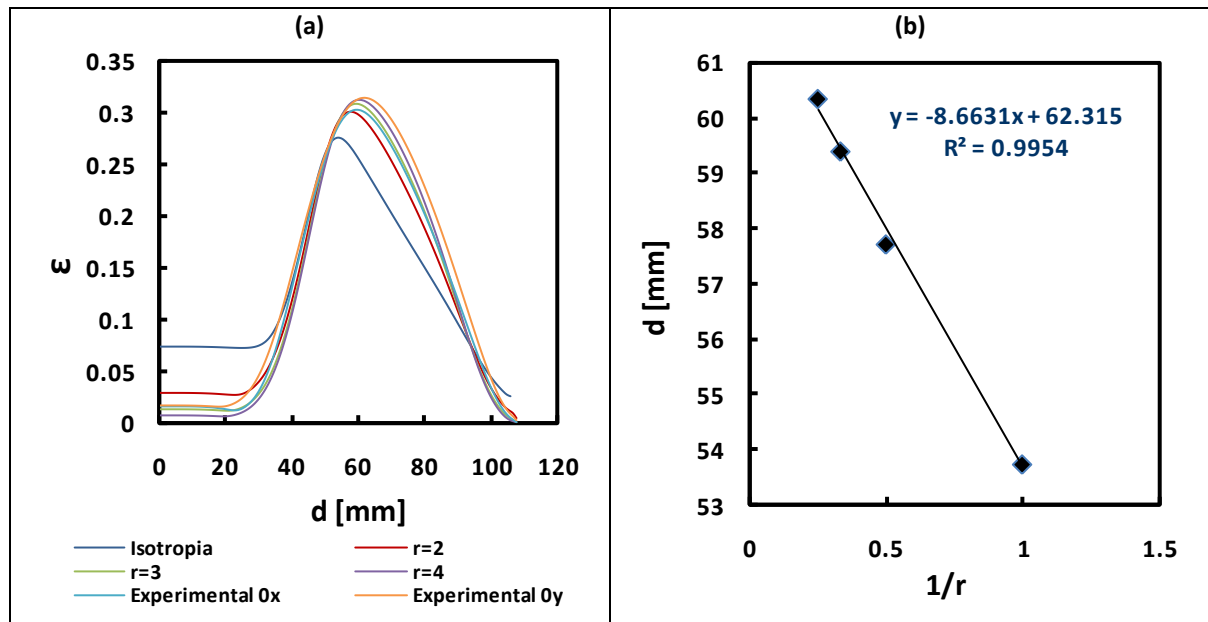 (a)
0.35
0.3
0.25
0.2
0.15
0.1
0.05
0
ε
0 20 40 60 80 100 120
d [mm]
Isotropia r=2
r=3 r=4
Experimental 0x Experimental 0y
(b)
61
60
59
58
57
56
55
54
53
d [mm]
y = -8.6631x + 62.315
R² = 0.9954
0 0.5 1 1.5
1/r